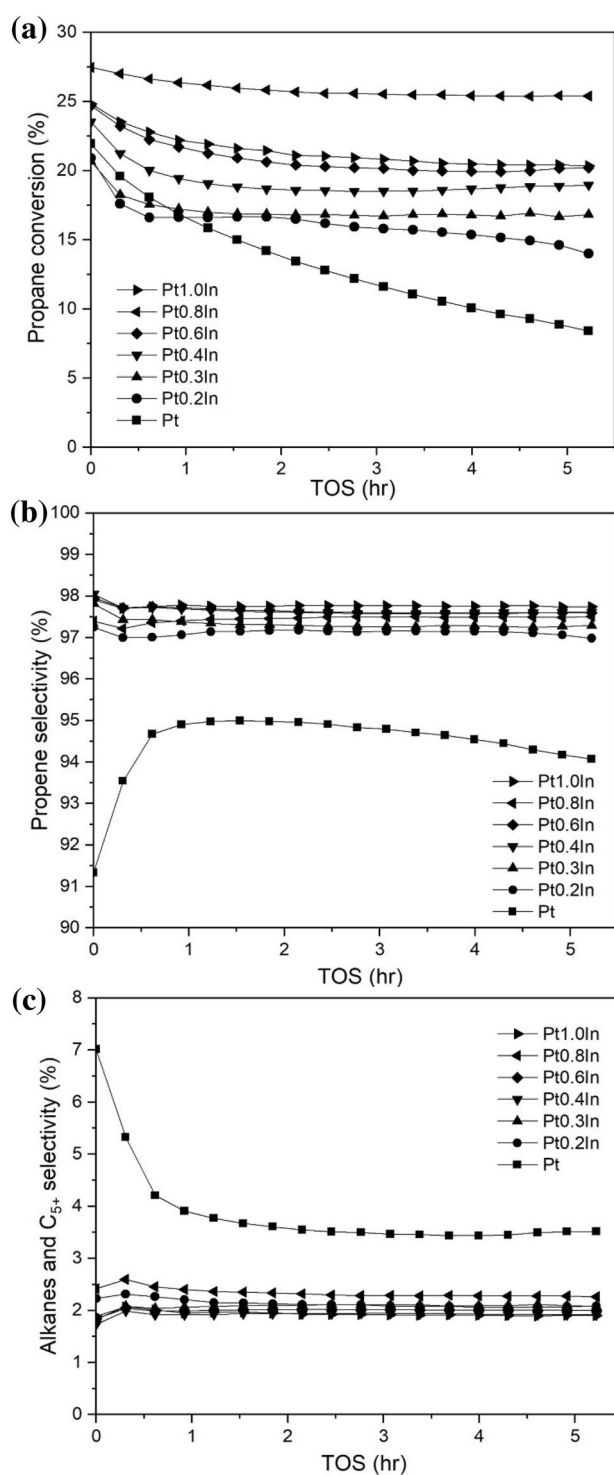 (a)
30
25
20
15
10
5
0
Propane conversion (%)
Pt1.0In
Pt0.8In
Pt0.6In
Pt0.4In
Pt0.3In
Pt0.2In
Pt
0 1 2 3 4 5
TOS (hr)
(b)
100
99
98
97
96
95
94
93
92
91
90
Propene selectivity (%)
Pt1.0In
Pt0.8In
Pt0.6In
Pt0.4In
Pt0.3In
Pt0.2In
Pt
0 1 2 3 4 5
TOS (hr)
(c)
8
7
6
5
4
3
2
1
0
Alkanes and C5+ selectivity (%)
Pt1.0In
Pt0.8In
Pt0.6In
Pt0.4In
Pt0.3In
Pt0.2In
Pt
0 1 2 3 4 5
TOS (hr)